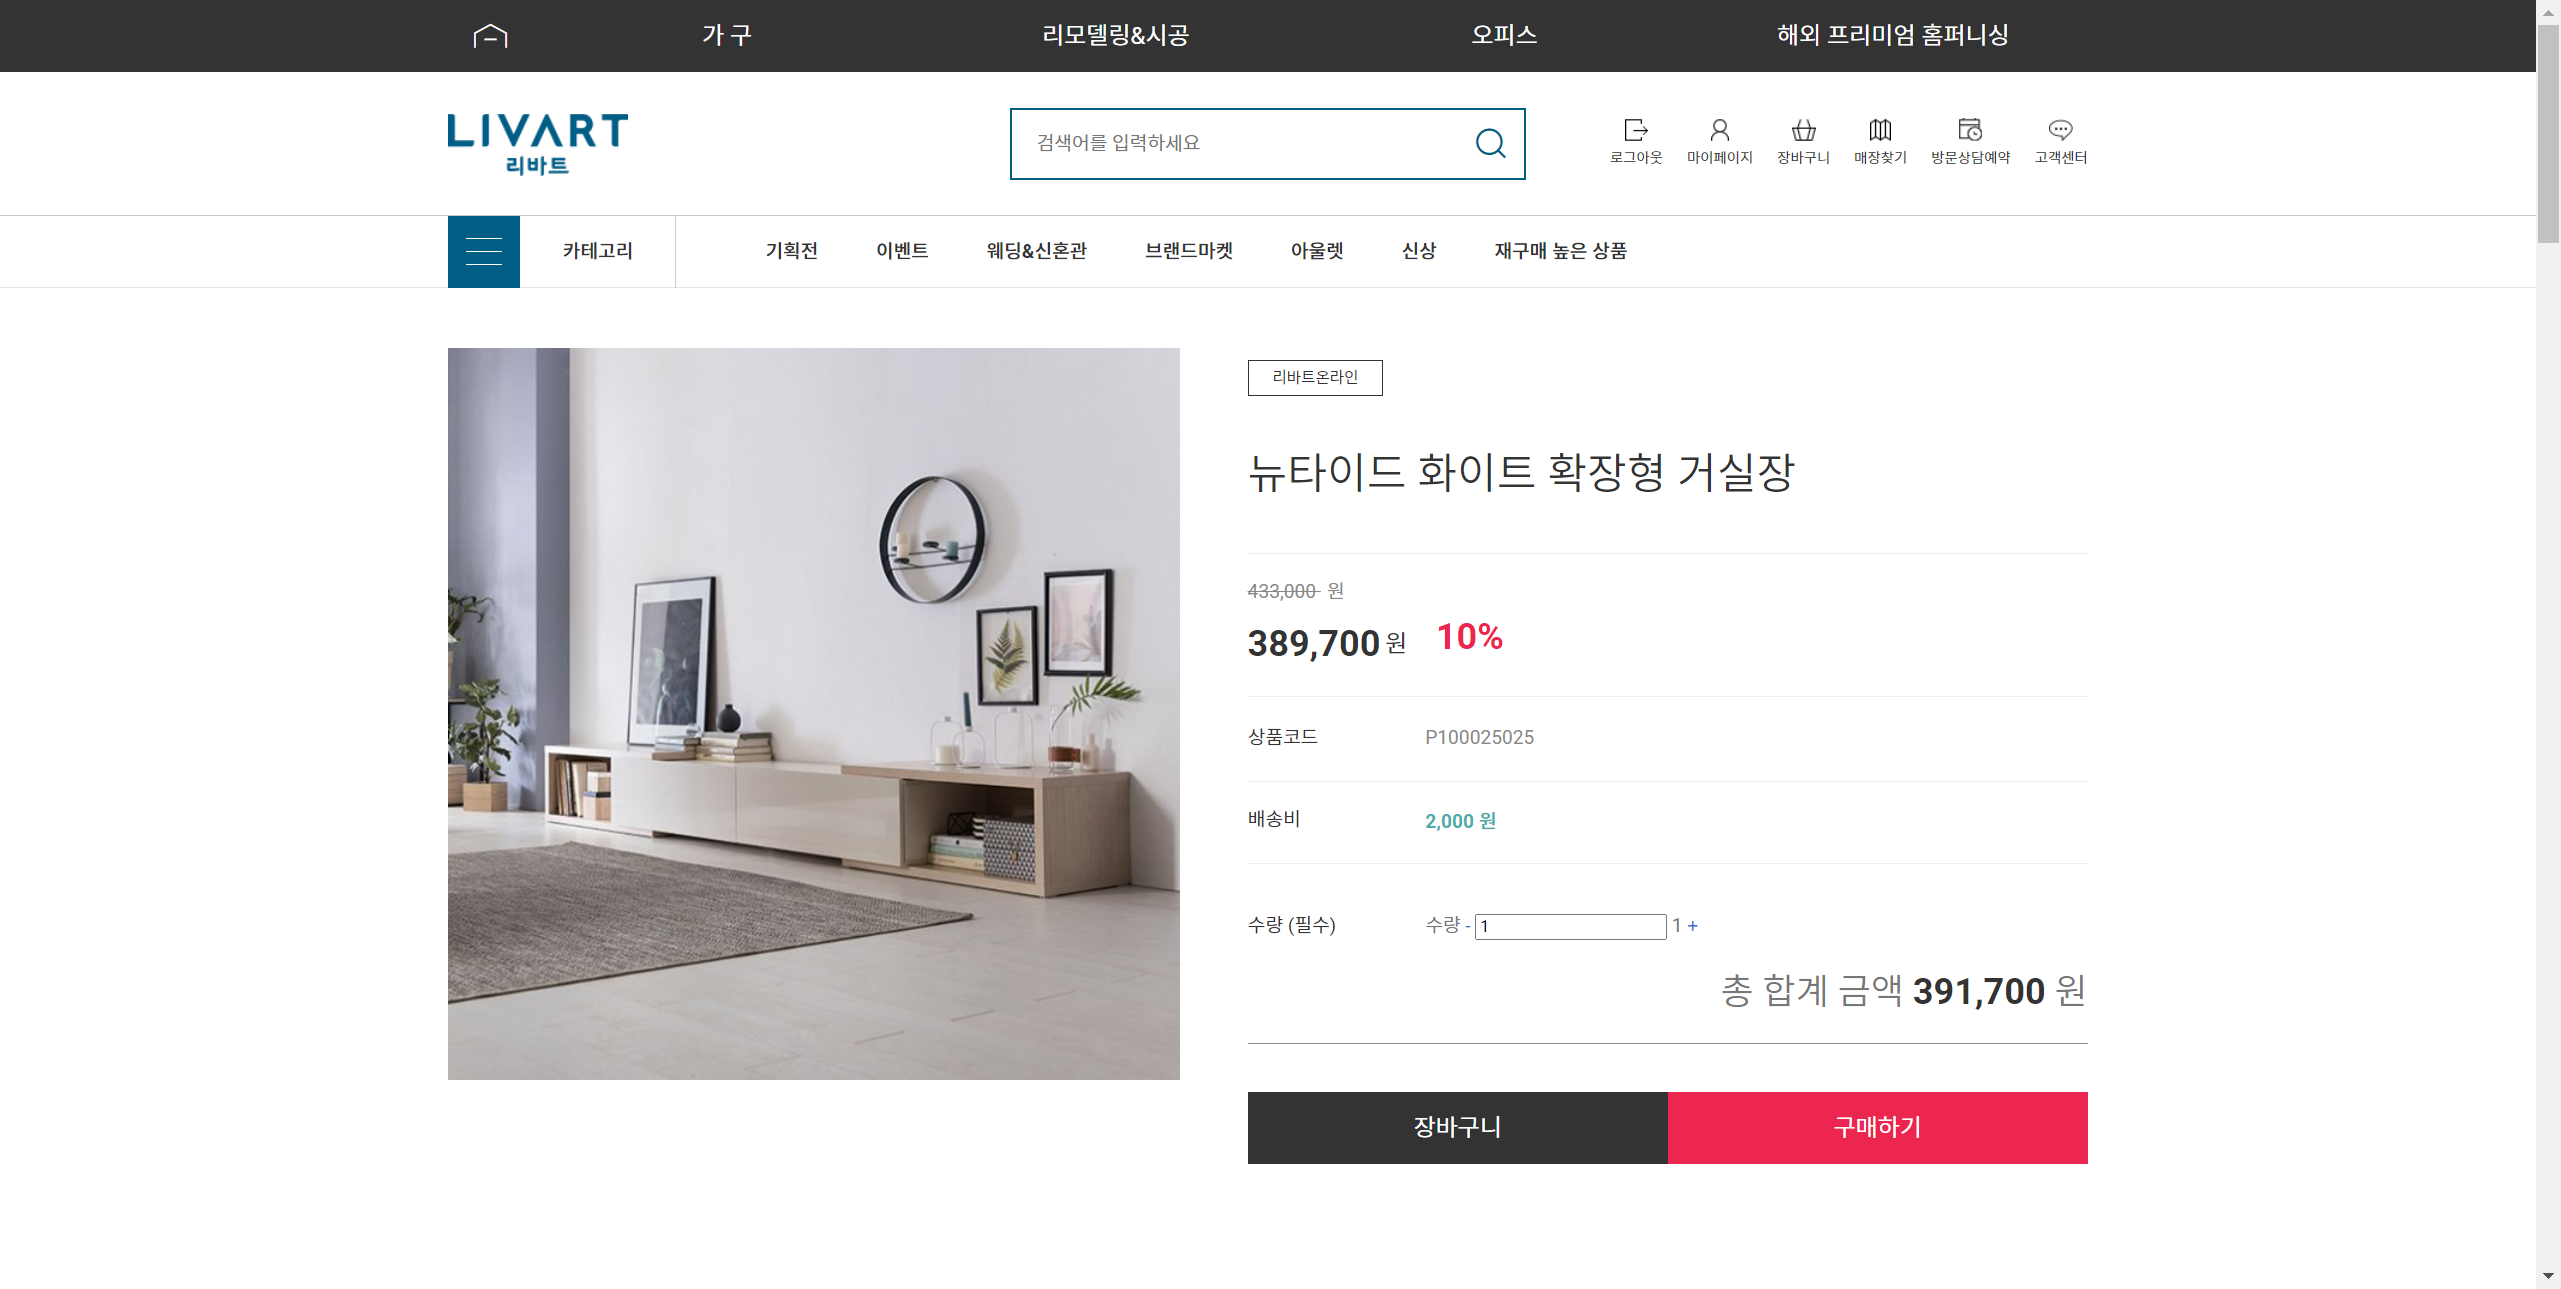 가 구
리모델링&시공
오피스
해외 프리미엄 홈퍼니싱
LIVART
리바트
검색어를 입력하세요
로그아웃
마이페이지
장바구니
매장찾기
방문상담예약
고객센터
카테고리
기획전
이벤트
웨딩&신혼관
브랜드마켓
아울렛
신상
재구매 높은 상품
리바트온라인
뉴타이드 화이트 확장형 거실장
433,000 원
389,700 원 10%
상품코드 P100025025
배송비 2,000 원
수량 (필수) 수량 - 1 1 +
총 합계 금액 391,700 원
장바구니
구매하기